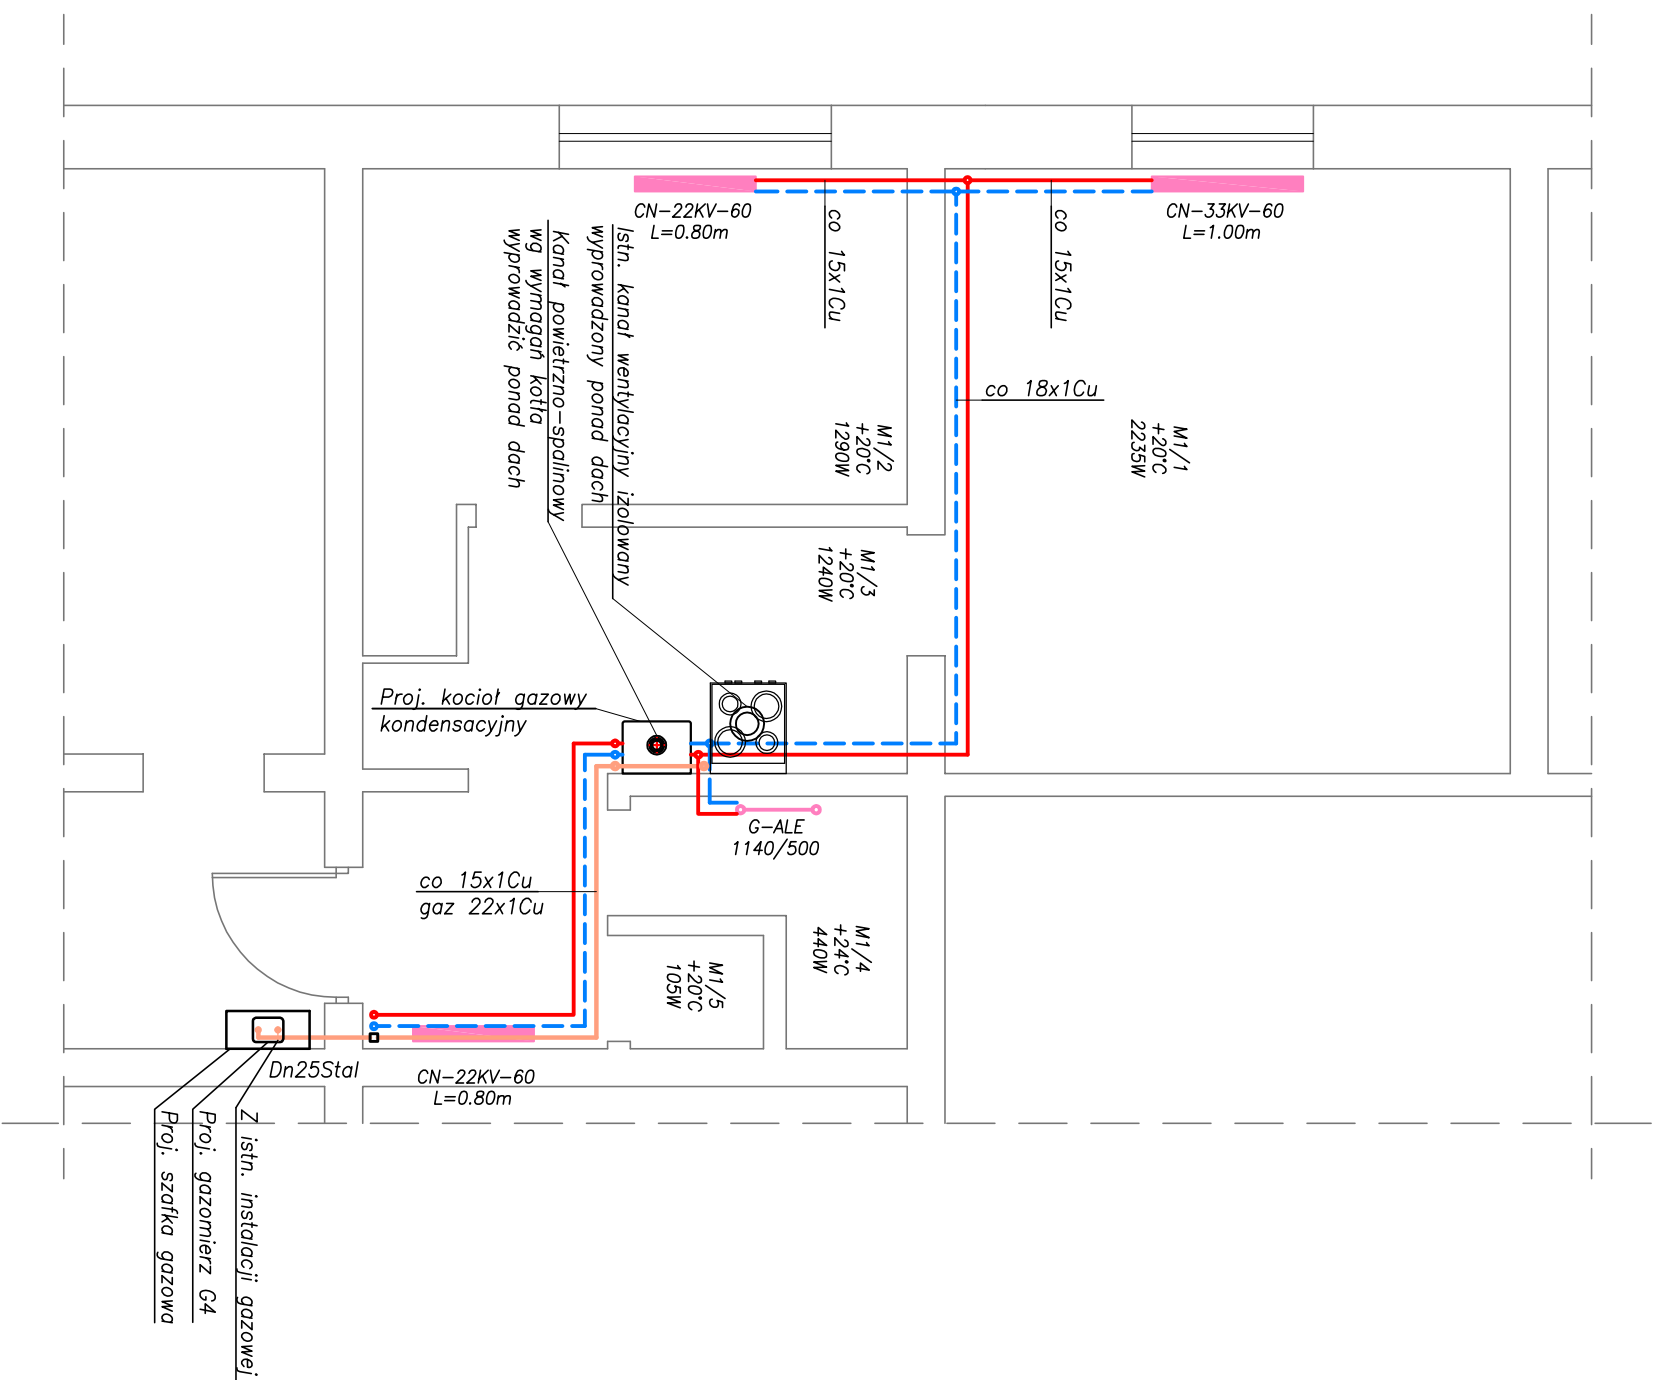 CN-22KV-60
L=0.80m
CN-33KV-60
L=1.00m
co 15x1Cu
co 15x1Cu
Istn. kanał wentylacyjny izolowany
wyprowadzony ponad dach
Kanał powietrzno-spalinowy
wg wymagań kotła
wyprowadzić ponad dach
co 18x1Cu
M1/1
+20°C
2235W
M1/2
+20°C
1290W
M1/3
+20°C
1240W
Proj. kocioł gazowy
kondensacyjny
G-ALE
1140/500
co 15x1Cu
gaz 22x1Cu
M1/4
+24°C
440W
M1/5
+20°C
105W
Dn25Stal
CN-22KV-60
L=0.80m
Z istn. instalacji gazowej
Proj. gazomierz G4
Proj. szafka gazowa